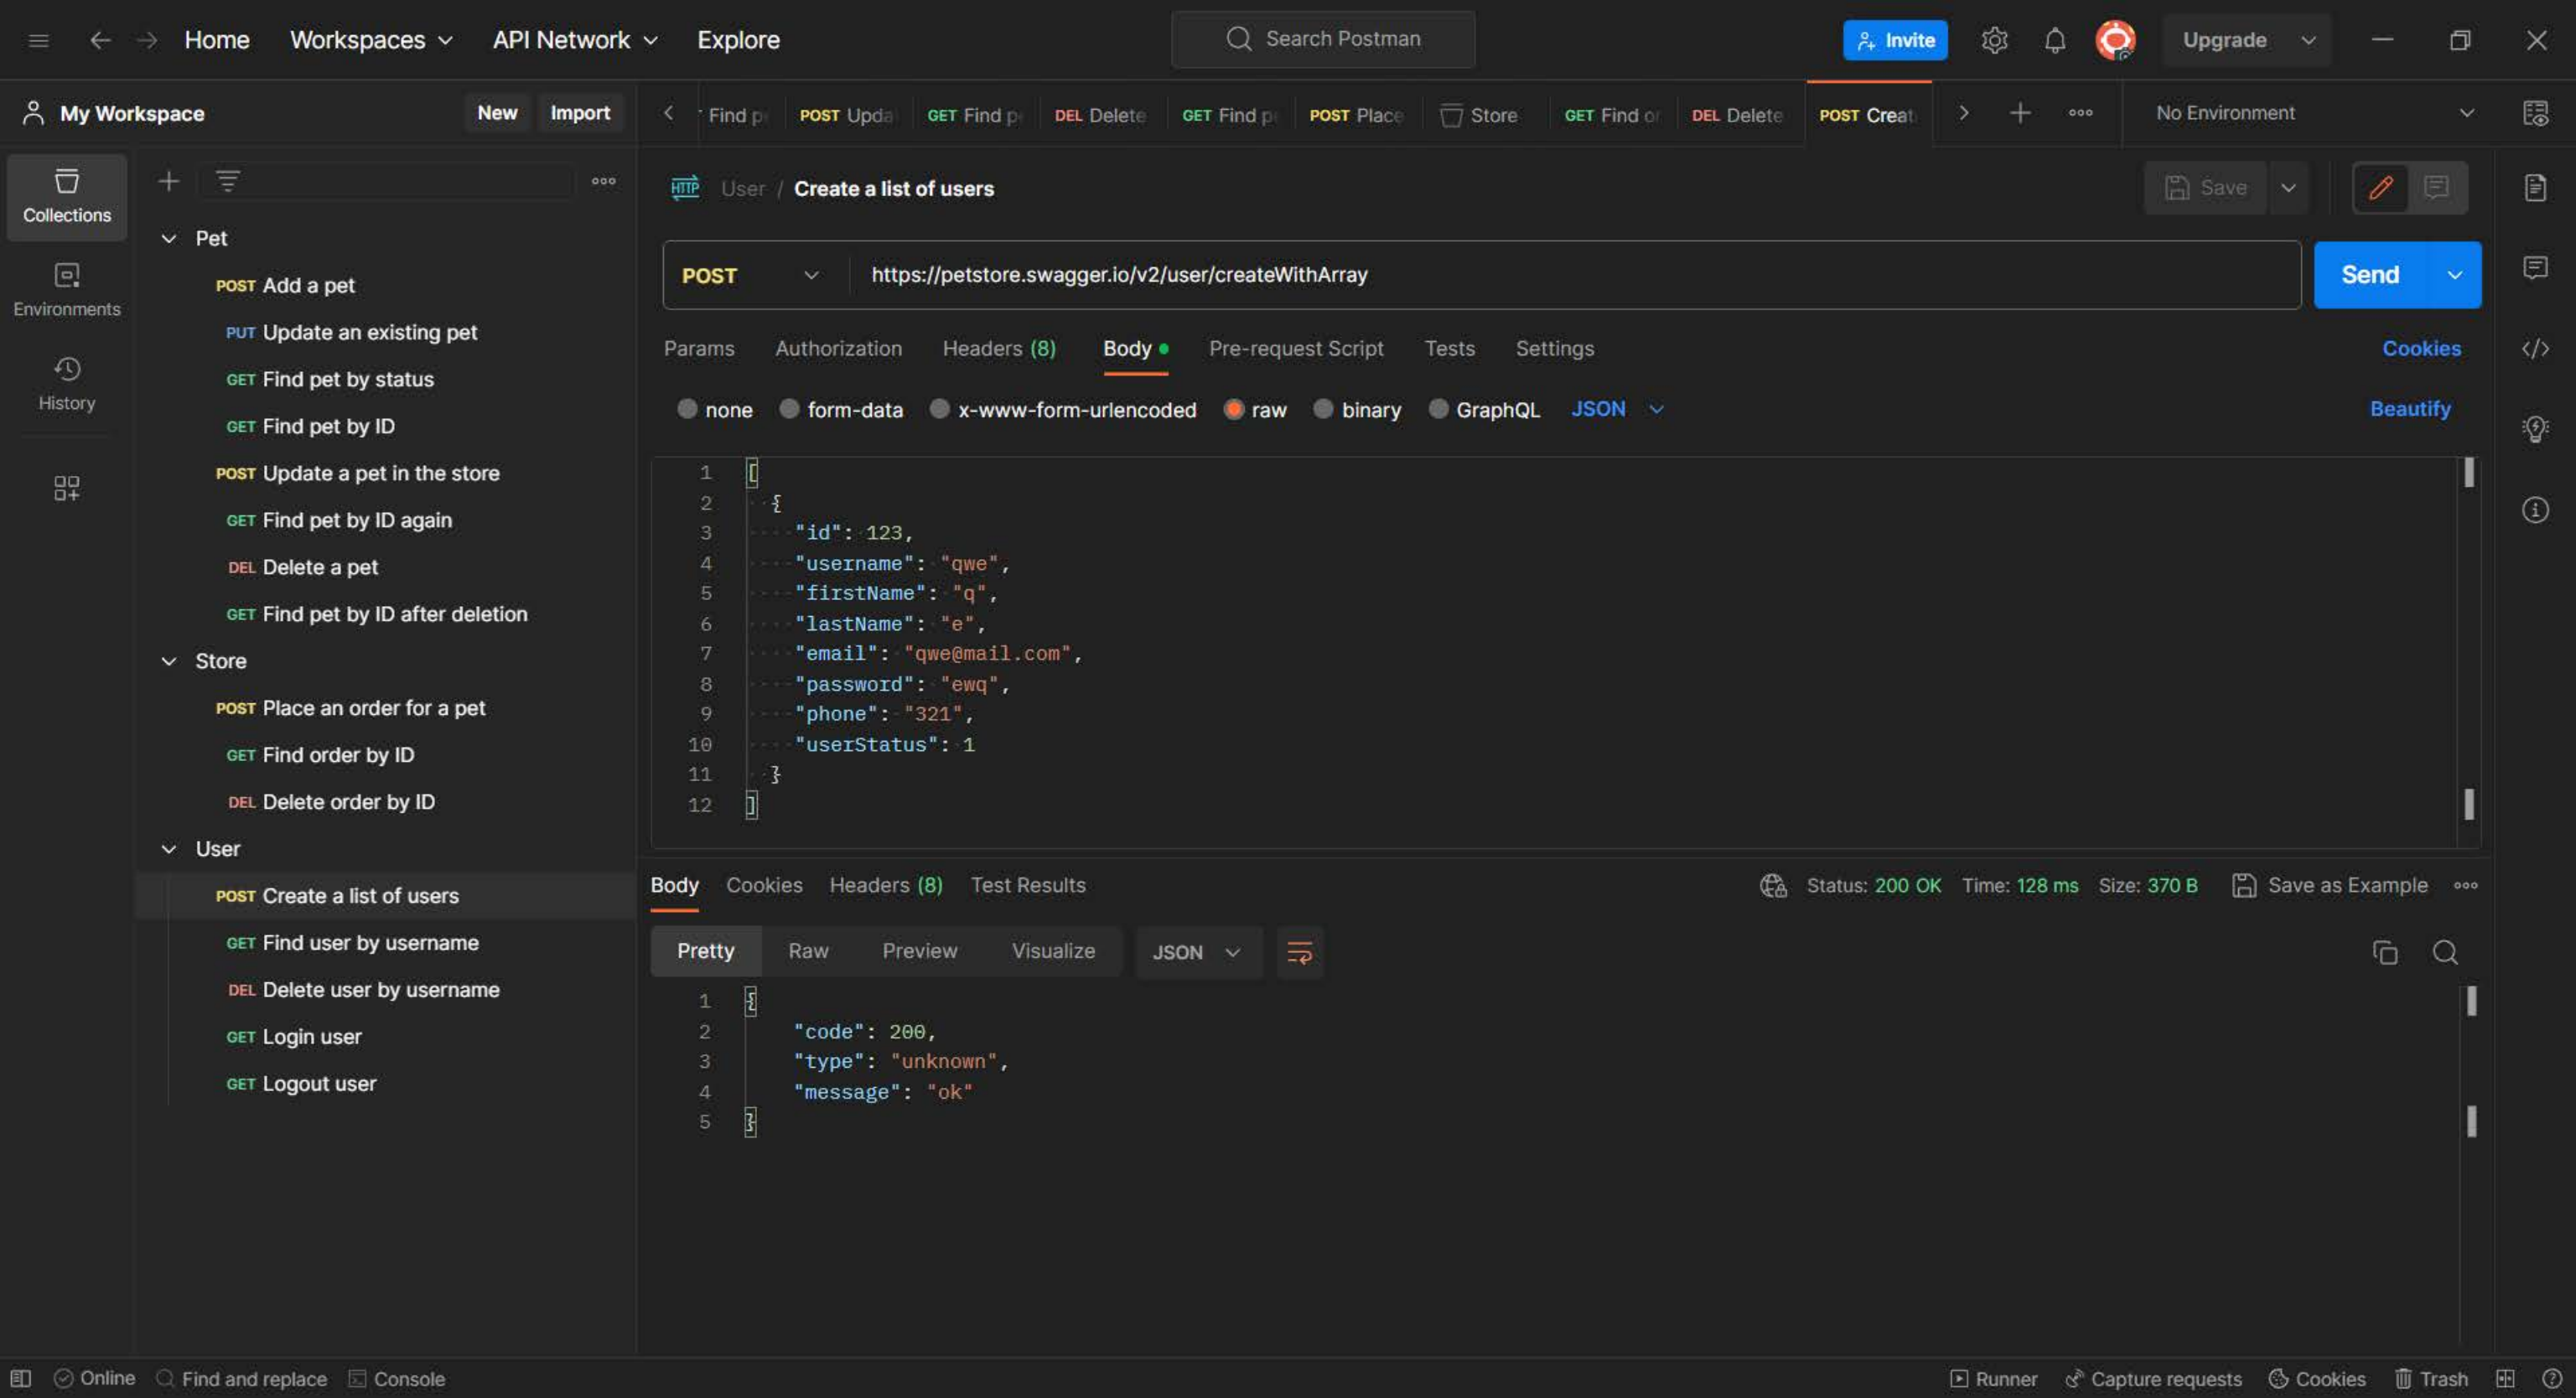 Home Workspaces API Network Explore Search Postman Invite Upgrade
My Workspace New Import
Find p POST Upda GET Find p DEL Delete GET Find p POST Place Store GET Find or DEL Delete POST Creat No Environment
Collections
Environments
History
Pet
POST Add a pet
PUT Update an existing pet
GET Find pet by status
GET Find pet by ID
POST Update a pet in the store
GET Find pet by ID again
DEL Delete a pet
GET Find pet by ID after deletion
Store
POST Place an order for a pet
GET Find order by ID
DEL Delete order by ID
User
POST Create a list of users
GET Find user by username
DEL Delete user by username
GET Login user
GET Logout user
HTTP User / Create a list of users Save
POST https://petstore.swagger.io/v2/user/createWithArray Send
Params Authorization Headers (8) Body Pre-request Script Tests Settings Cookies
none form-data x-www-form-urlencoded raw binary GraphQL JSON Beautify
1 [
2 {
3 "id": 123,
4 "username": "qwe",
5 "firstName": "q",
6 "lastName": "e",
7 "email": "qwe@mail.com",
8 "password": "ewq",
9 "phone": "321",
10 "userStatus": 1
11 }
12 ]
Body Cookies Headers (8) Test Results Status: 200 OK Time: 128 ms Size: 370 B Save as Example
Pretty Raw Preview Visualize JSON
1 {
2 "code": 200,
3 "type": "unknown",
4 "message": "ok"
5 }
Online Find and replace Console Runner Capture requests Cookies Trash